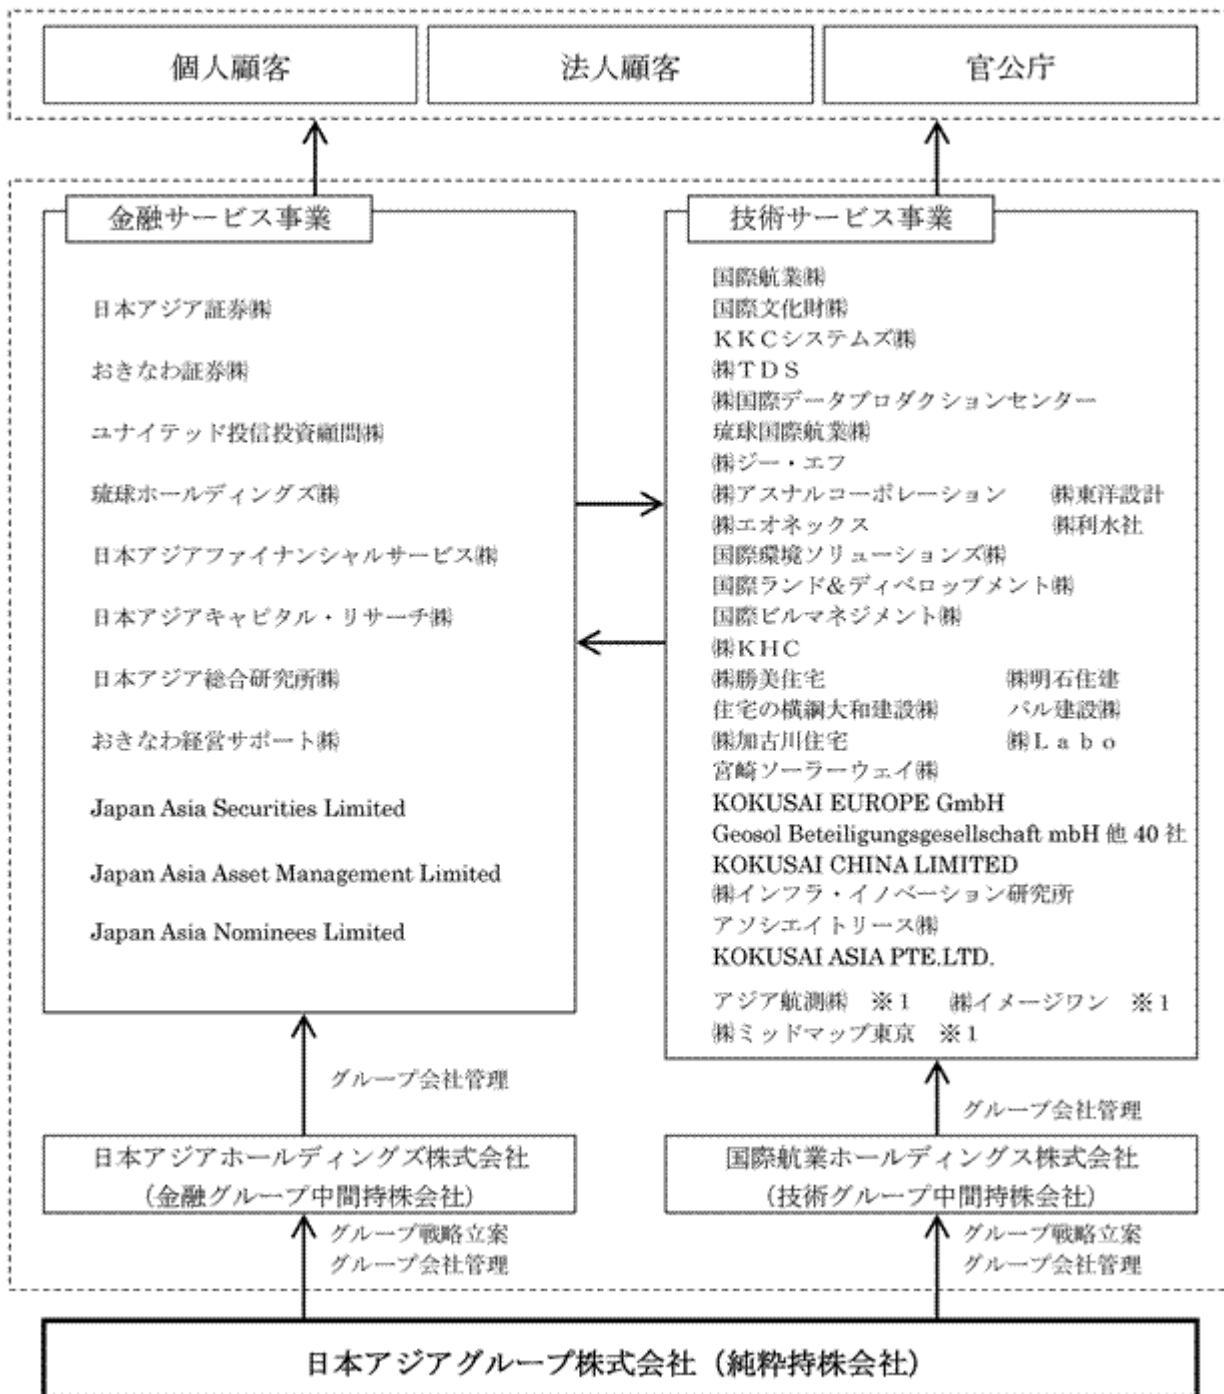 個人顧客
法人顧客
官公庁
金融サービス事業
日本アジア証券㈱
おきなわ証券㈱
ユナイテッド投信投資顧問㈱
琉球ホールディングズ㈱
日本アジアファイナンシャルサービス㈱
日本アジアキャピタル・リサーチ㈱
日本アジア総合研究所㈱
おきなわ経営サポート㈱
Japan Asia Securities Limited
Japan Asia Asset Management Limited
Japan Asia Nominees Limited
技術サービス事業
国際航業㈱
国際文化財㈱
KKCシステムズ㈱
㈱TDS
㈱国際データプロダクションセンター
琉球国際航業㈱
㈱ジー・エフ
㈱アスナルコーポレーション ㈱東洋設計
㈱エオネックス ㈱利水社
国際環境ソリューションズ㈱
国際ランド&ディベロップメント㈱
国際ビルマネジメント㈱
㈱KHC
㈱勝美住宅 ㈱明石住建
住宅の横綱大和建設㈱ パル建設㈱
㈱加古川住宅 ㈱Labo
宮崎ソーラーウェイ㈱
KOKUSAI EUROPE GmbH
Geosol Beteiligungsgesellschaft mbH 他 40 社
KOKUSAI CHINA LIMITED
㈱インフラ・イノベーション研究所
アソシエイトリース㈱
KOKUSAI ASIA PTE.LTD.
アジア航測㈱ ※1 ㈱イメージワン ※1
㈱ミッドマップ東京 ※1
グループ会社管理
グループ会社管理
日本アジアホールディングズ株式会社
(金融グループ中間持株会社)
国際航業ホールディングス株式会社
(技術グループ中間持株会社)
グループ戦略立案
グループ会社管理
グループ戦略立案
グループ会社管理
日本アジアグループ株式会社(純粋持株会社)